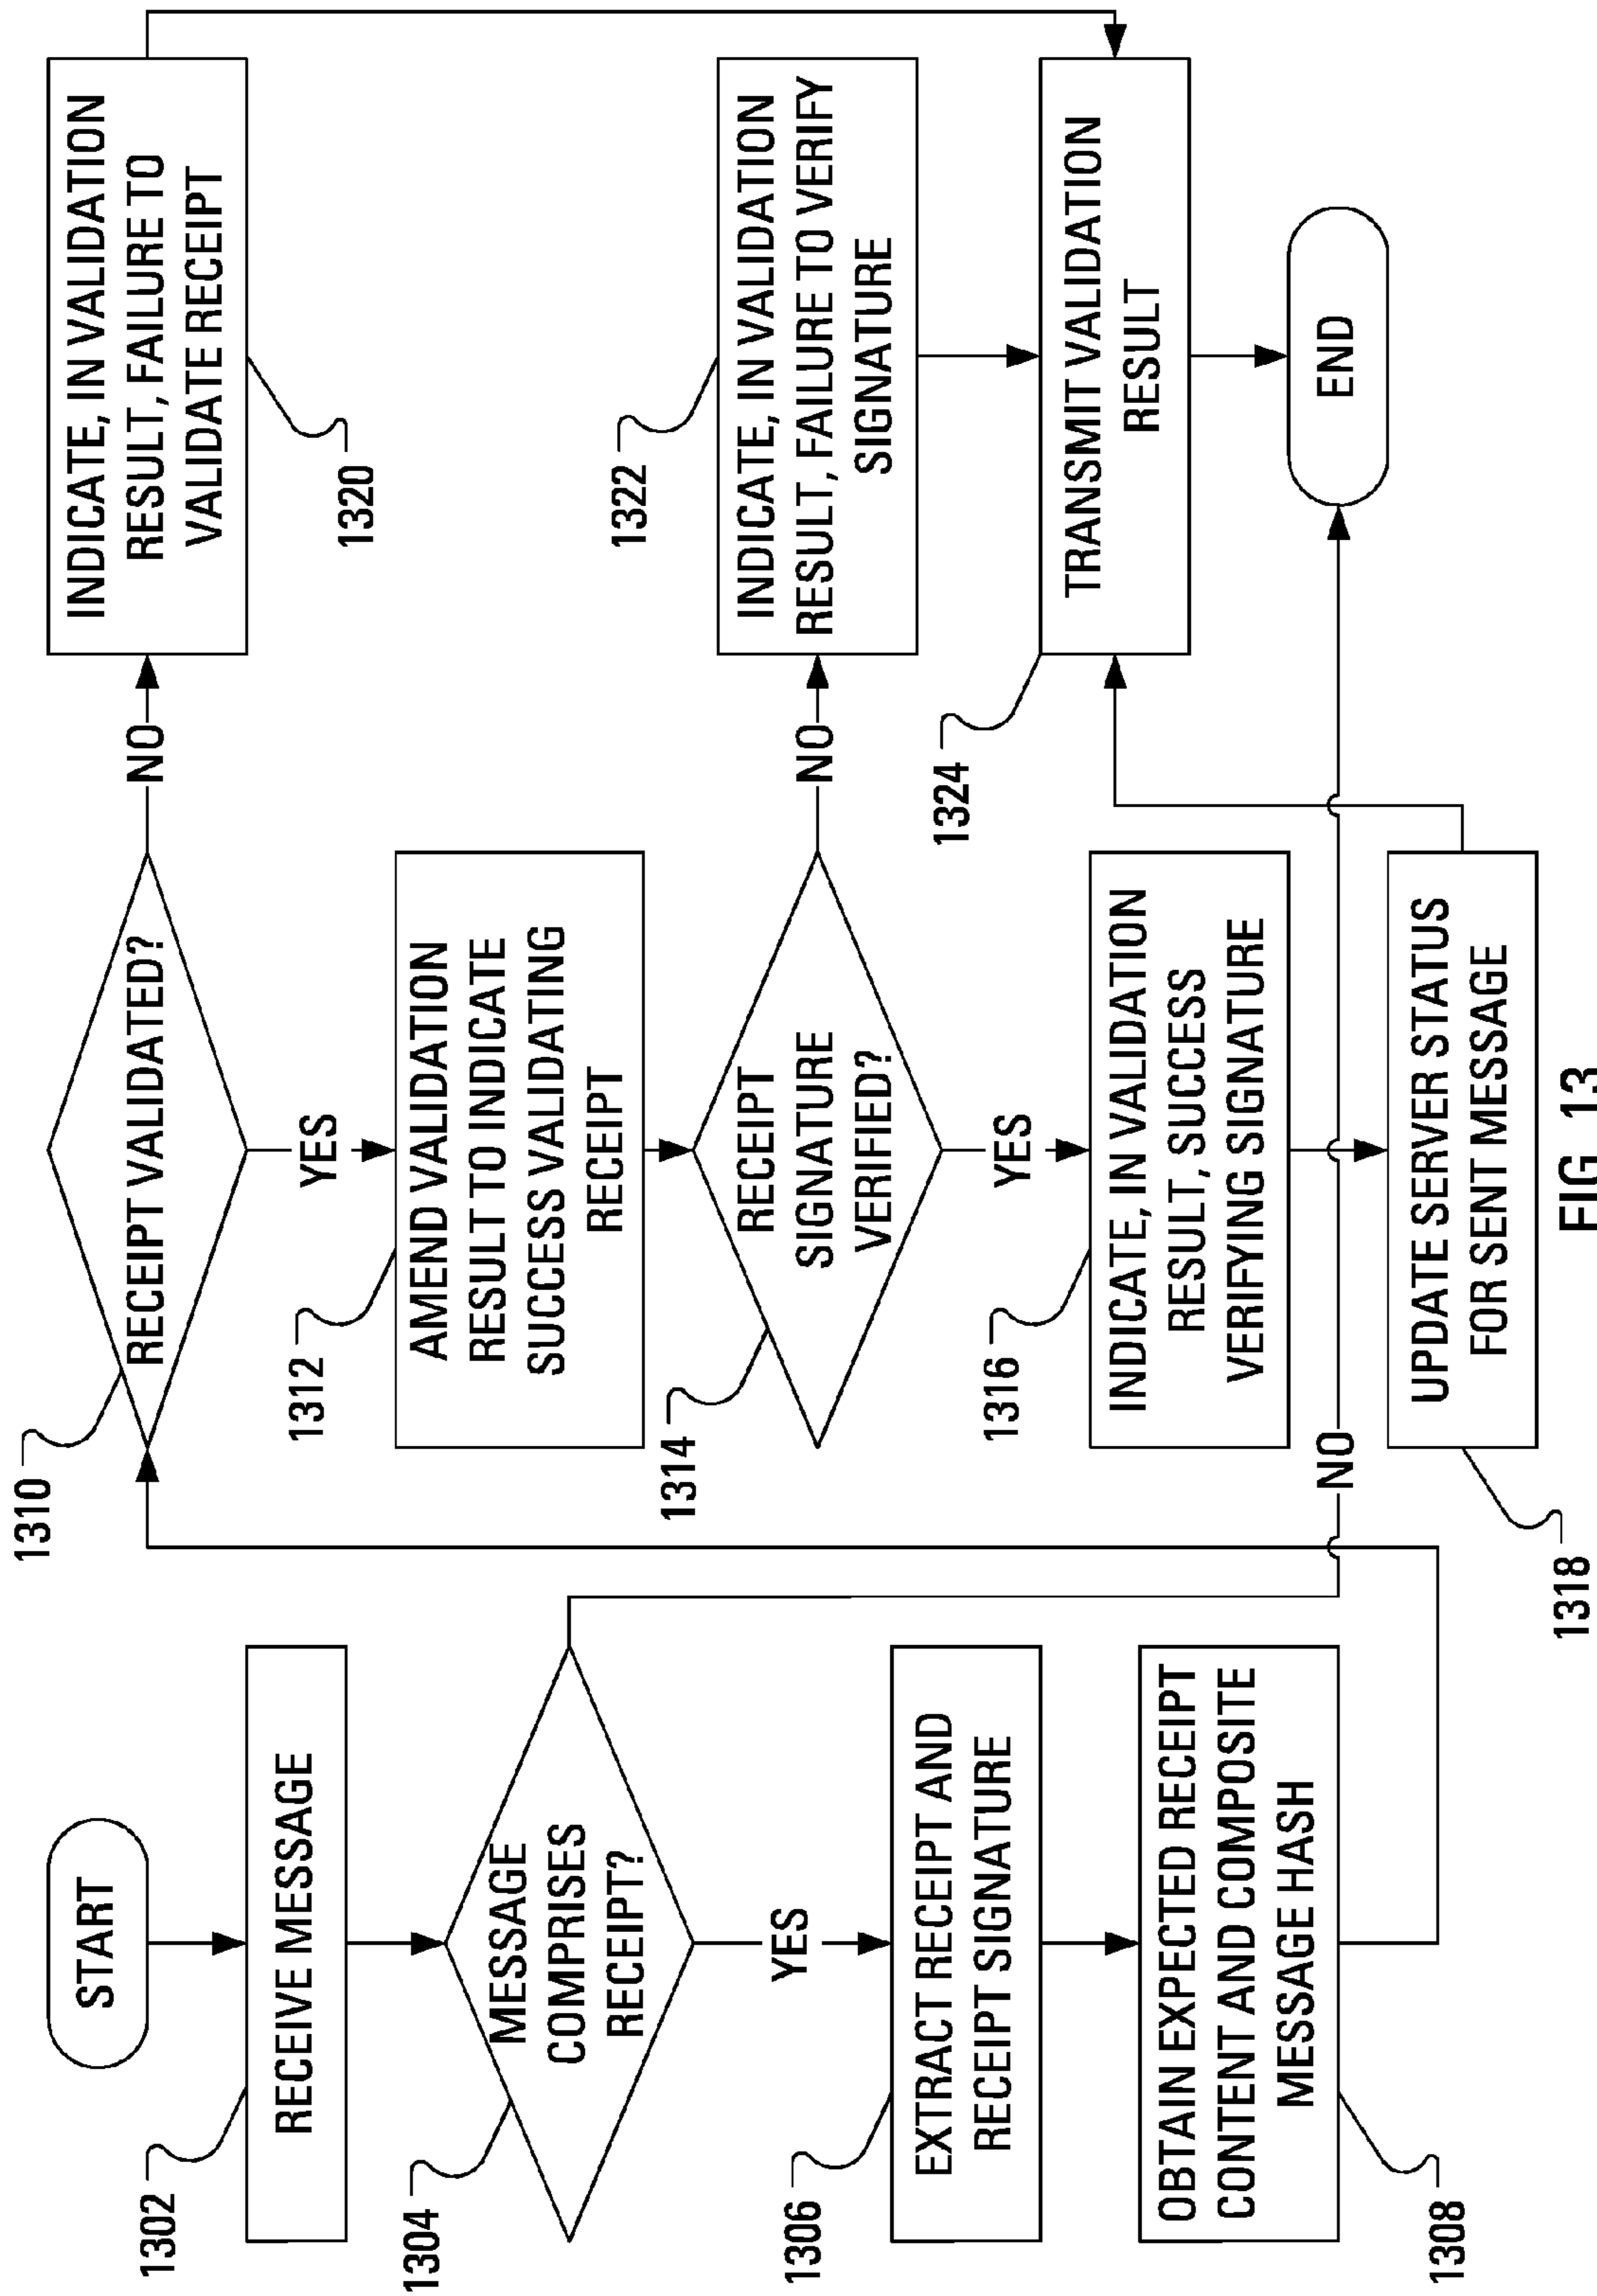 START
1302
RECEIVE MESSAGE
1304
MESSAGE
COMPRISES
RECEIPT?
NO
YES
1306
EXTRACT RECEIPT AND
RECEIPT SIGNATURE
1308
OBTAIN EXPECTED RECEIPT
CONTENT AND COMPOSITE
MESSAGE HASH
1310
RECEIPT VALIDATED?
NO
YES
1312
AMEND VALIDATION
RESULT TO INDICATE
SUCCESS VALIDATING
RECEIPT
1314
RECEIPT
SIGNATURE
VERIFIED?
NO
YES
1316
INDICATE, IN VALIDATION
RESULT, SUCCESS
VERIFYING SIGNATURE
1318
UPDATE SERVER STATUS
FOR SENT MESSAGE
INDICATE, IN VALIDATION
RESULT, FAILURE TO
VALIDATE RECEIPT
1320
1322
INDICATE, IN VALIDATION
RESULT, FAILURE TO VERIFY
SIGNATURE
1324
TRANSMIT VALIDATION
RESULT
END
FIG. 13